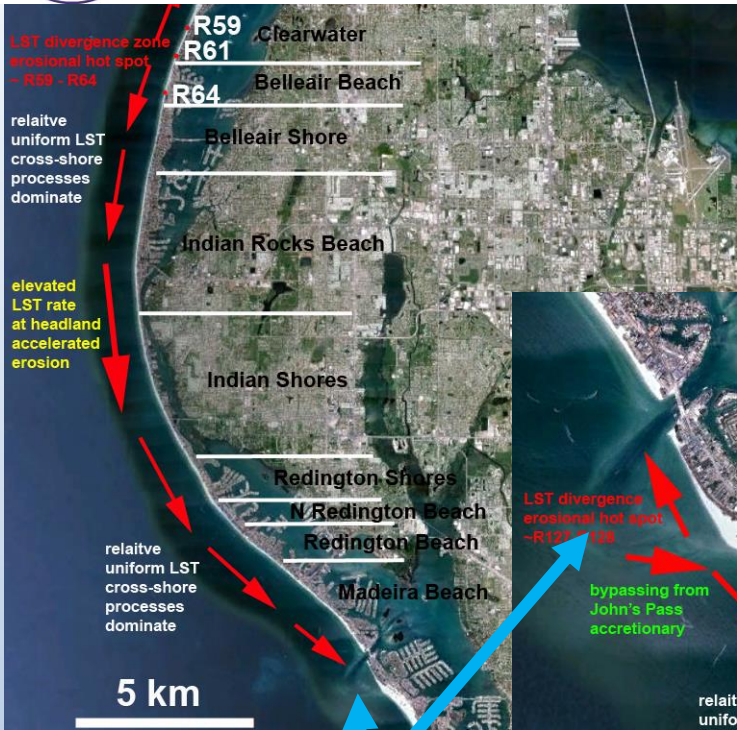 R59
LST divergence zone
erosional hot spot
~ R59 - R64
Clearwater
R61
Belleair Beach
R64
relaitve
uniform LST
cross-shore
processes
dominate
Belleair Shore
Indian Rocks Beach
elevated
LST rate
at headland
accelerated
erosion
Indian Shores
Redington Shores
N Redington Beach
Redington Beach
relaitve
uniform LST
cross-shore
processes
dominate
Madeira Beach
5 km
LST divergence
erosional hot spot
~R127
bypassing from
John's Pass
accretionary